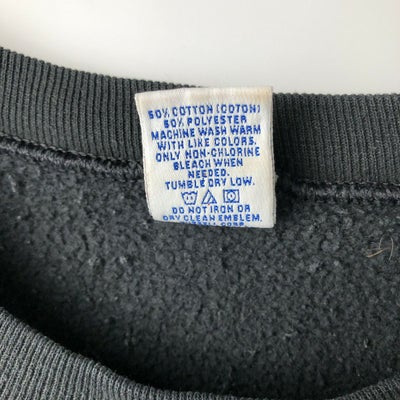 50% COTTON (COTON)
50% POLYESTER
MACHINE WASH WARM
WITH LIKE COLORS.
ONLY NON-CHLORINE
BLEACH WHEN
NEEDED.
TUMBLE DRY LOW.
DO NOT IRON OR
DRY CLEAN EMBLEM.
CORP.